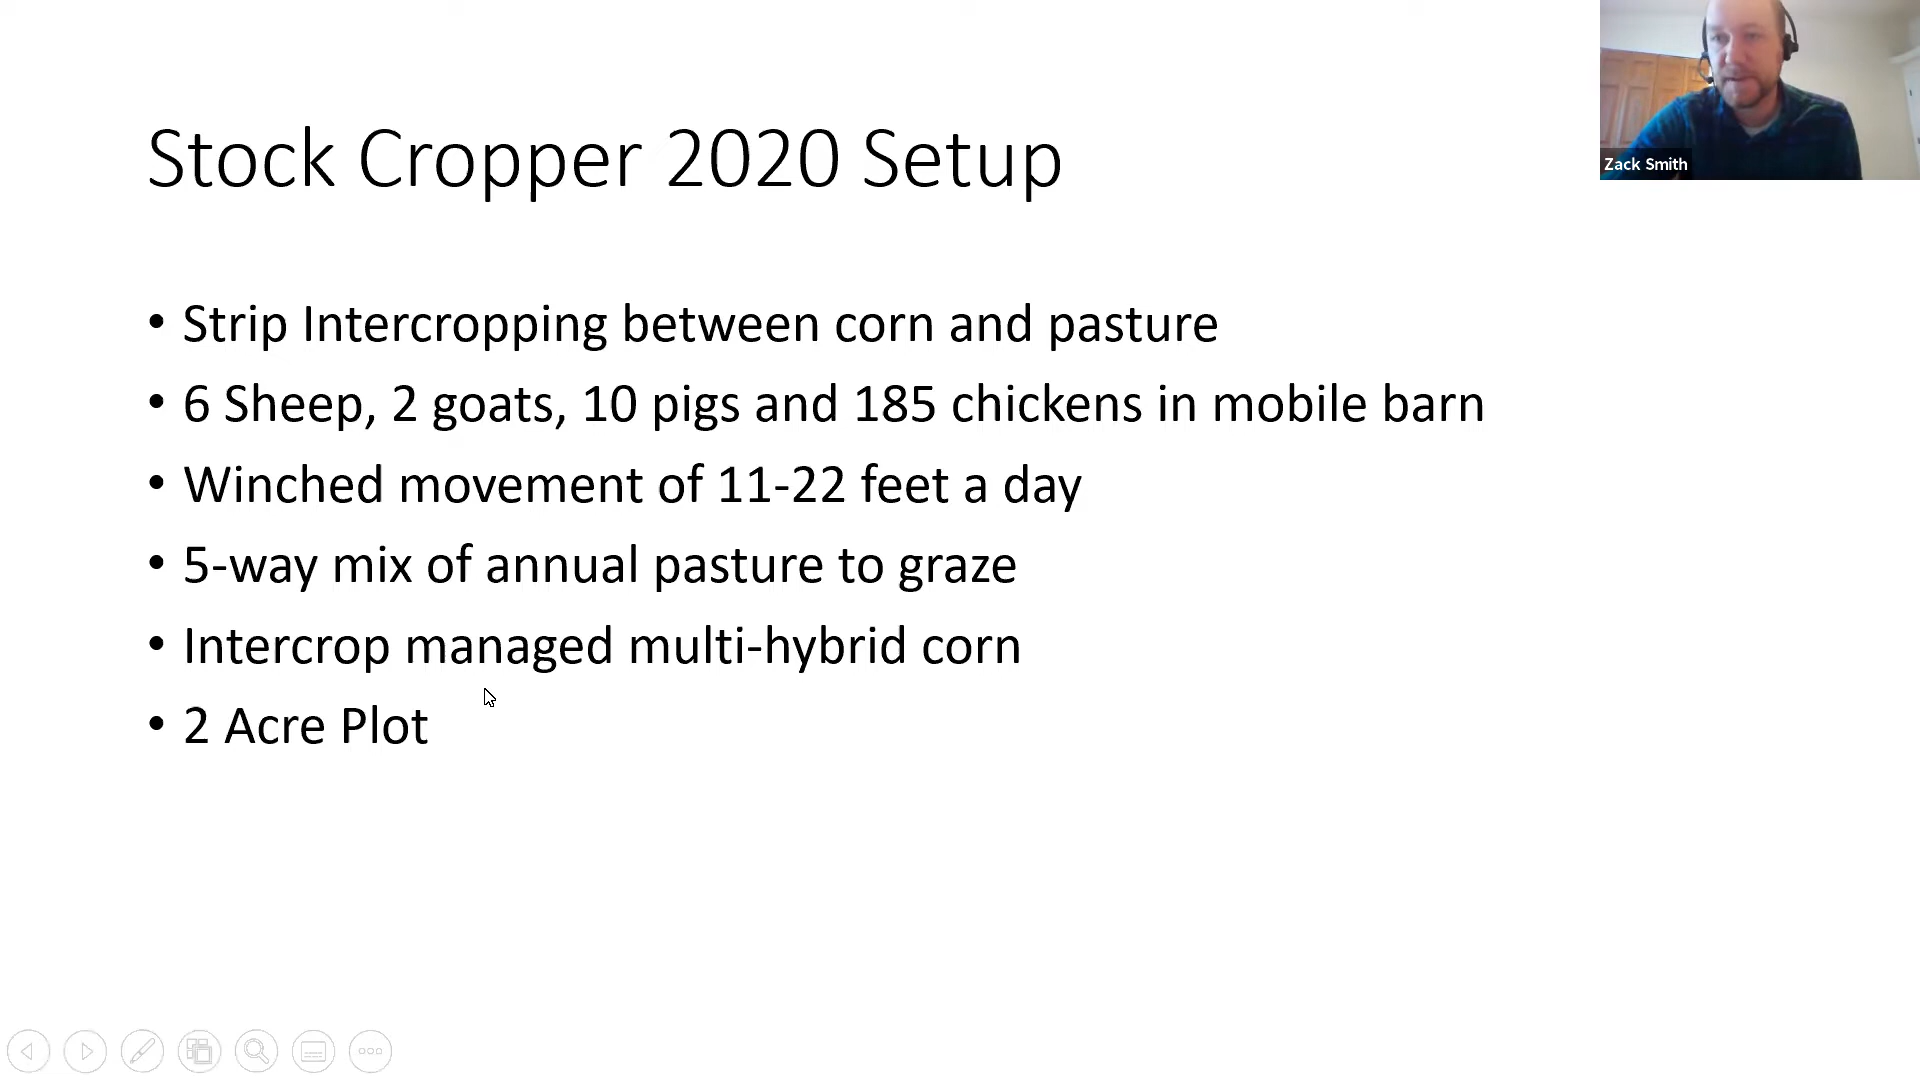 Stock Cropper 2020 Setup
Zack Smith
• Strip Intercropping between corn and pasture
• 6 Sheep, 2 goats, 10 pigs and 185 chickens in mobile barn
• Winched movement of 11-22 feet a day
• 5-way mix of annual pasture to graze
• Intercrop managed multi-hybrid corn
• 2 Acre Plot